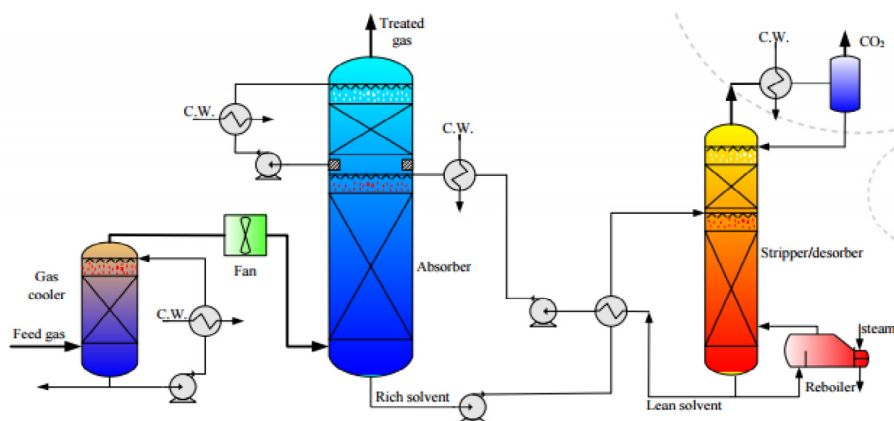 Treated
gas
C.W.
CO₂
C.W.
C.W.
Absorber
Stripper/desorber
Fan
Gas
cooler
C.W.
Feed gas
steam
Reboiler
Rich solvent
Lean solvent